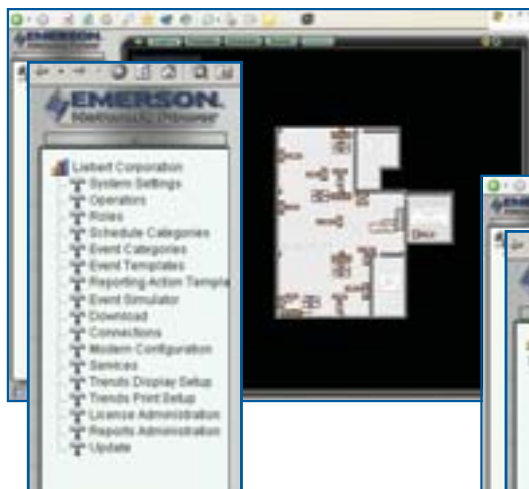 EMERSON
EMERSON.
Network Power
Liebert Corporation
System Settings
Operators
Roles
Schedule Categories
Event Categories
Event Templates
Reporting Action Templa
Event Simulator
Download
Connections
Modem Configuration
Services
Trends Display Setup
Trends Print Setup
License Administration
Reports Administration
Update